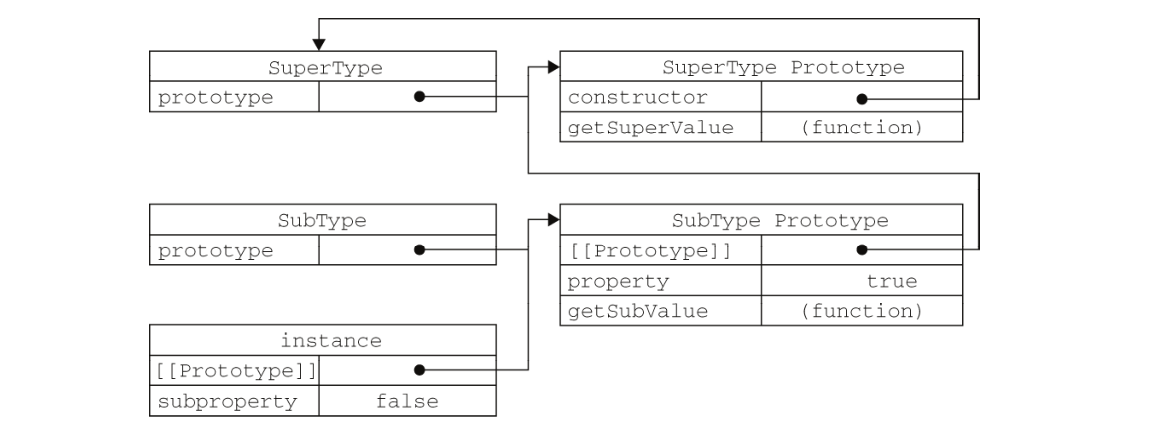 SuperType
prototype
SuperType Prototype
constructor
getSuperValue (function)
SubType
prototype
SubType Prototype
[[Prototype]]
property true
getSubValue (function)
instance
[[Prototype]]
subproperty false